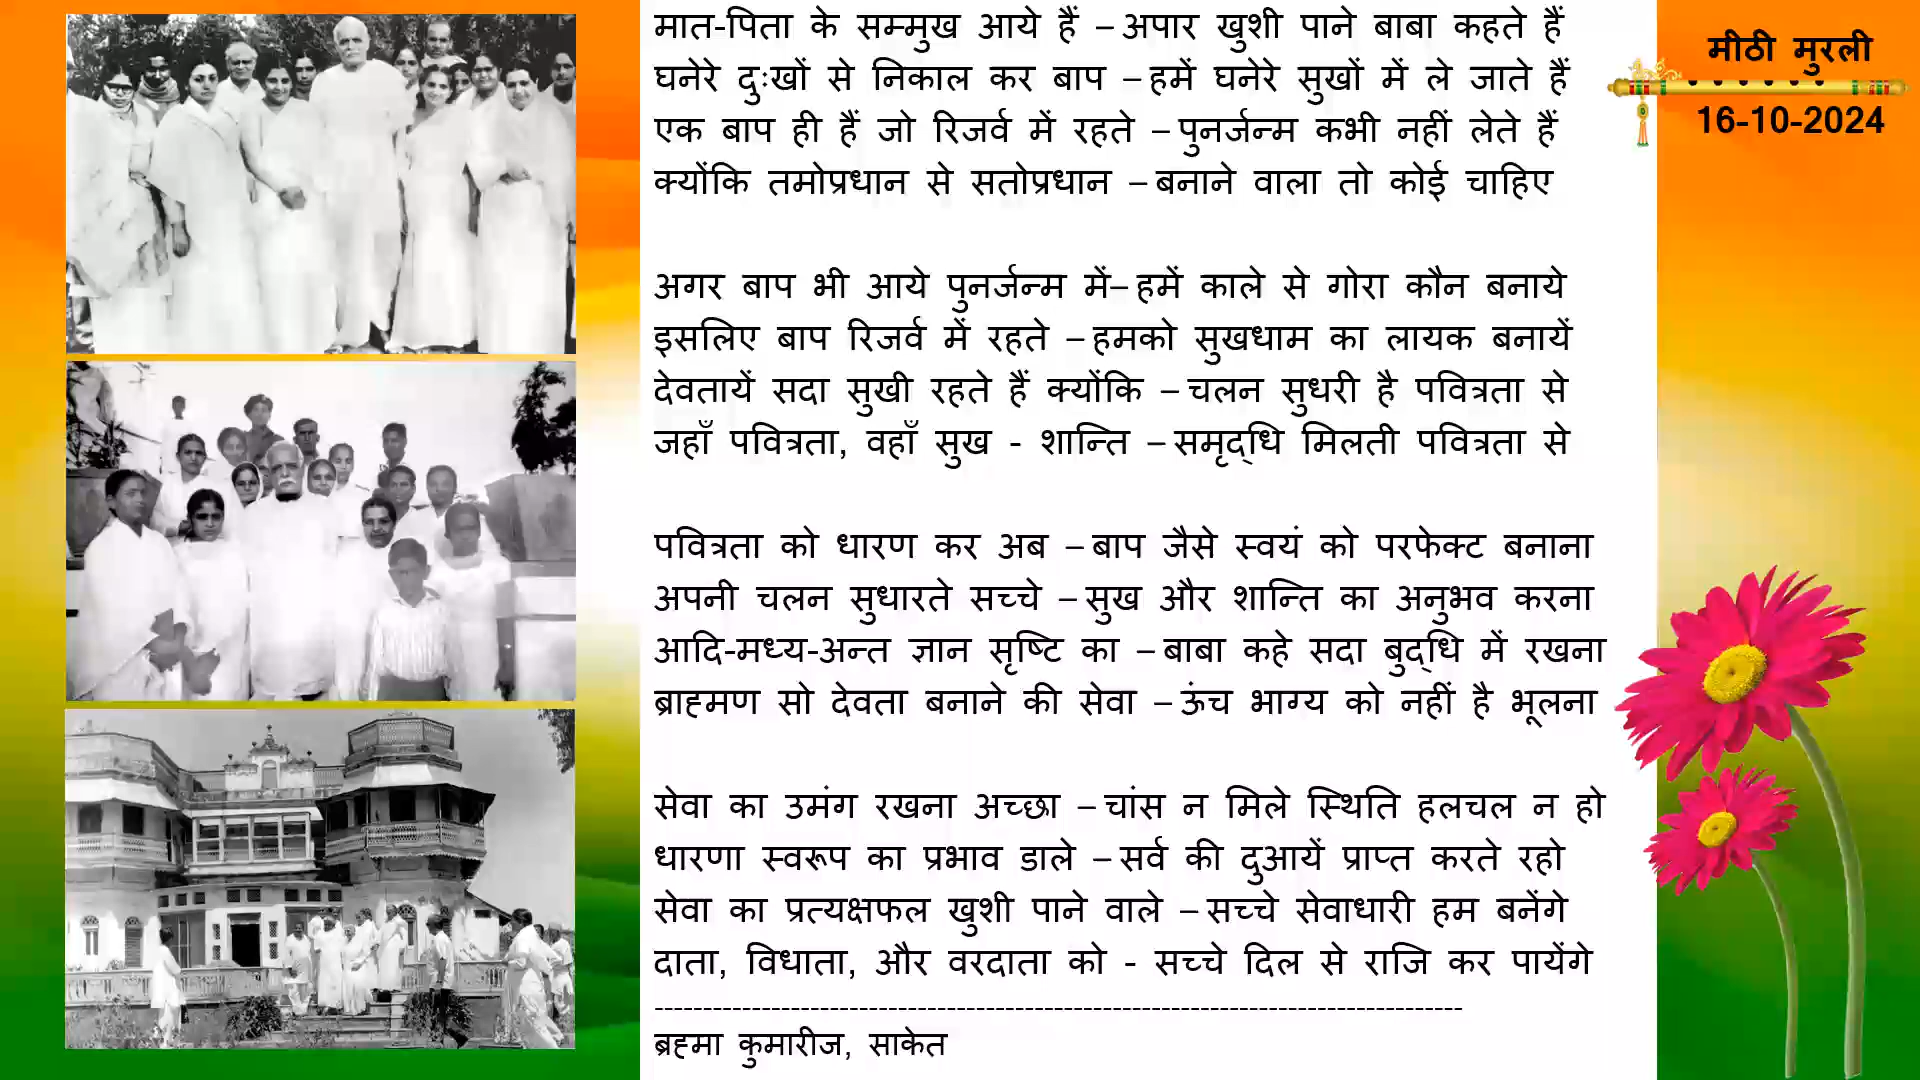 मात-पिता के सम्मुख आये हैं – अपार खुशी पाने बाबा कहते हैं
घनेरे दुःखों से निकाल कर बाप – हमें घनेरे सुखों में ले जाते हैं
एक बाप ही हैं जो रिजर्व में रहते – पुनर्जन्म कभी नहीं लेते हैं
क्योंकि तमोप्रधान से सतोप्रधान – बनाने वाला तो कोई चाहिए
अगर बाप भी आये पुनर्जन्म में– हमें काले से गोरा कौन बनाये
इसलिए बाप रिजर्व में रहते – हमको सुखधाम का लायक बनायें
देवतायें सदा सुखी रहते हैं क्योंकि – चलन सुधरी है पवित्रता से
जहाँ पवित्रता, वहाँ सुख - शान्ति – समृद्धि मिलती पवित्रता से
पवित्रता को धारण कर अब – बाप जैसे स्वयं को परफेक्ट बनाना
अपनी चलन सुधारते सच्चे – सुख और शान्ति का अनुभव करना
आदि-मध्य-अन्त ज्ञान सृष्टि का – बाबा कहे सदा बुद्धि में रखना
ब्राह्मण सो देवता बनाने की सेवा – ऊंच भाग्य को नहीं है भूलना
सेवा का उमंग रखना अच्छा – चांस न मिले स्थिति हलचल न हो
धारणा स्वरूप का प्रभाव डाले – सर्व की दुआयें प्राप्त करते रहो
सेवा का प्रत्यक्षफल खुशी पाने वाले – सच्चे सेवाधारी हम बनेंगे
दाता, विधाता, और वरदाता को - सच्चे दिल से राजि कर पायेंगे
-----------------------------------------------------------------------------------
ब्रह्मा कुमारीज, साकेत
मीठी मुरली
16-10-2024